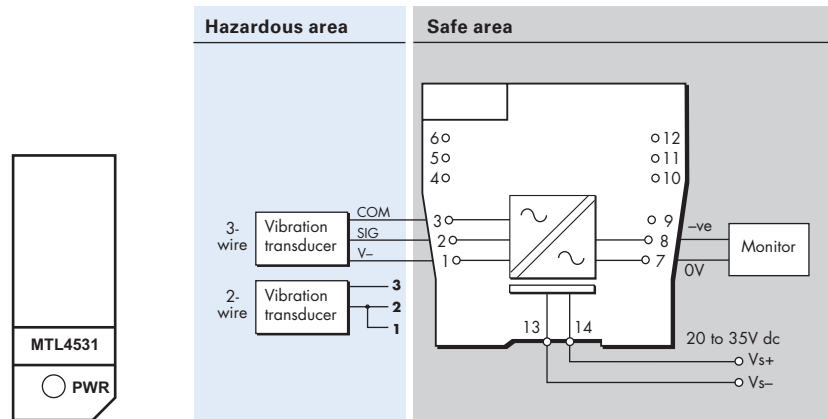 Hazardous area
Safe area
6
5
4
12
11
10
3-
wire
Vibration
transducer
COM
SIG
V–
3
2
1
9
8
7
–ve
0V
Monitor
2-
wire
Vibration
transducer
3
2
1
13
14
20 to 35V dc
Vs+
Vs–
MTL4531
PWR